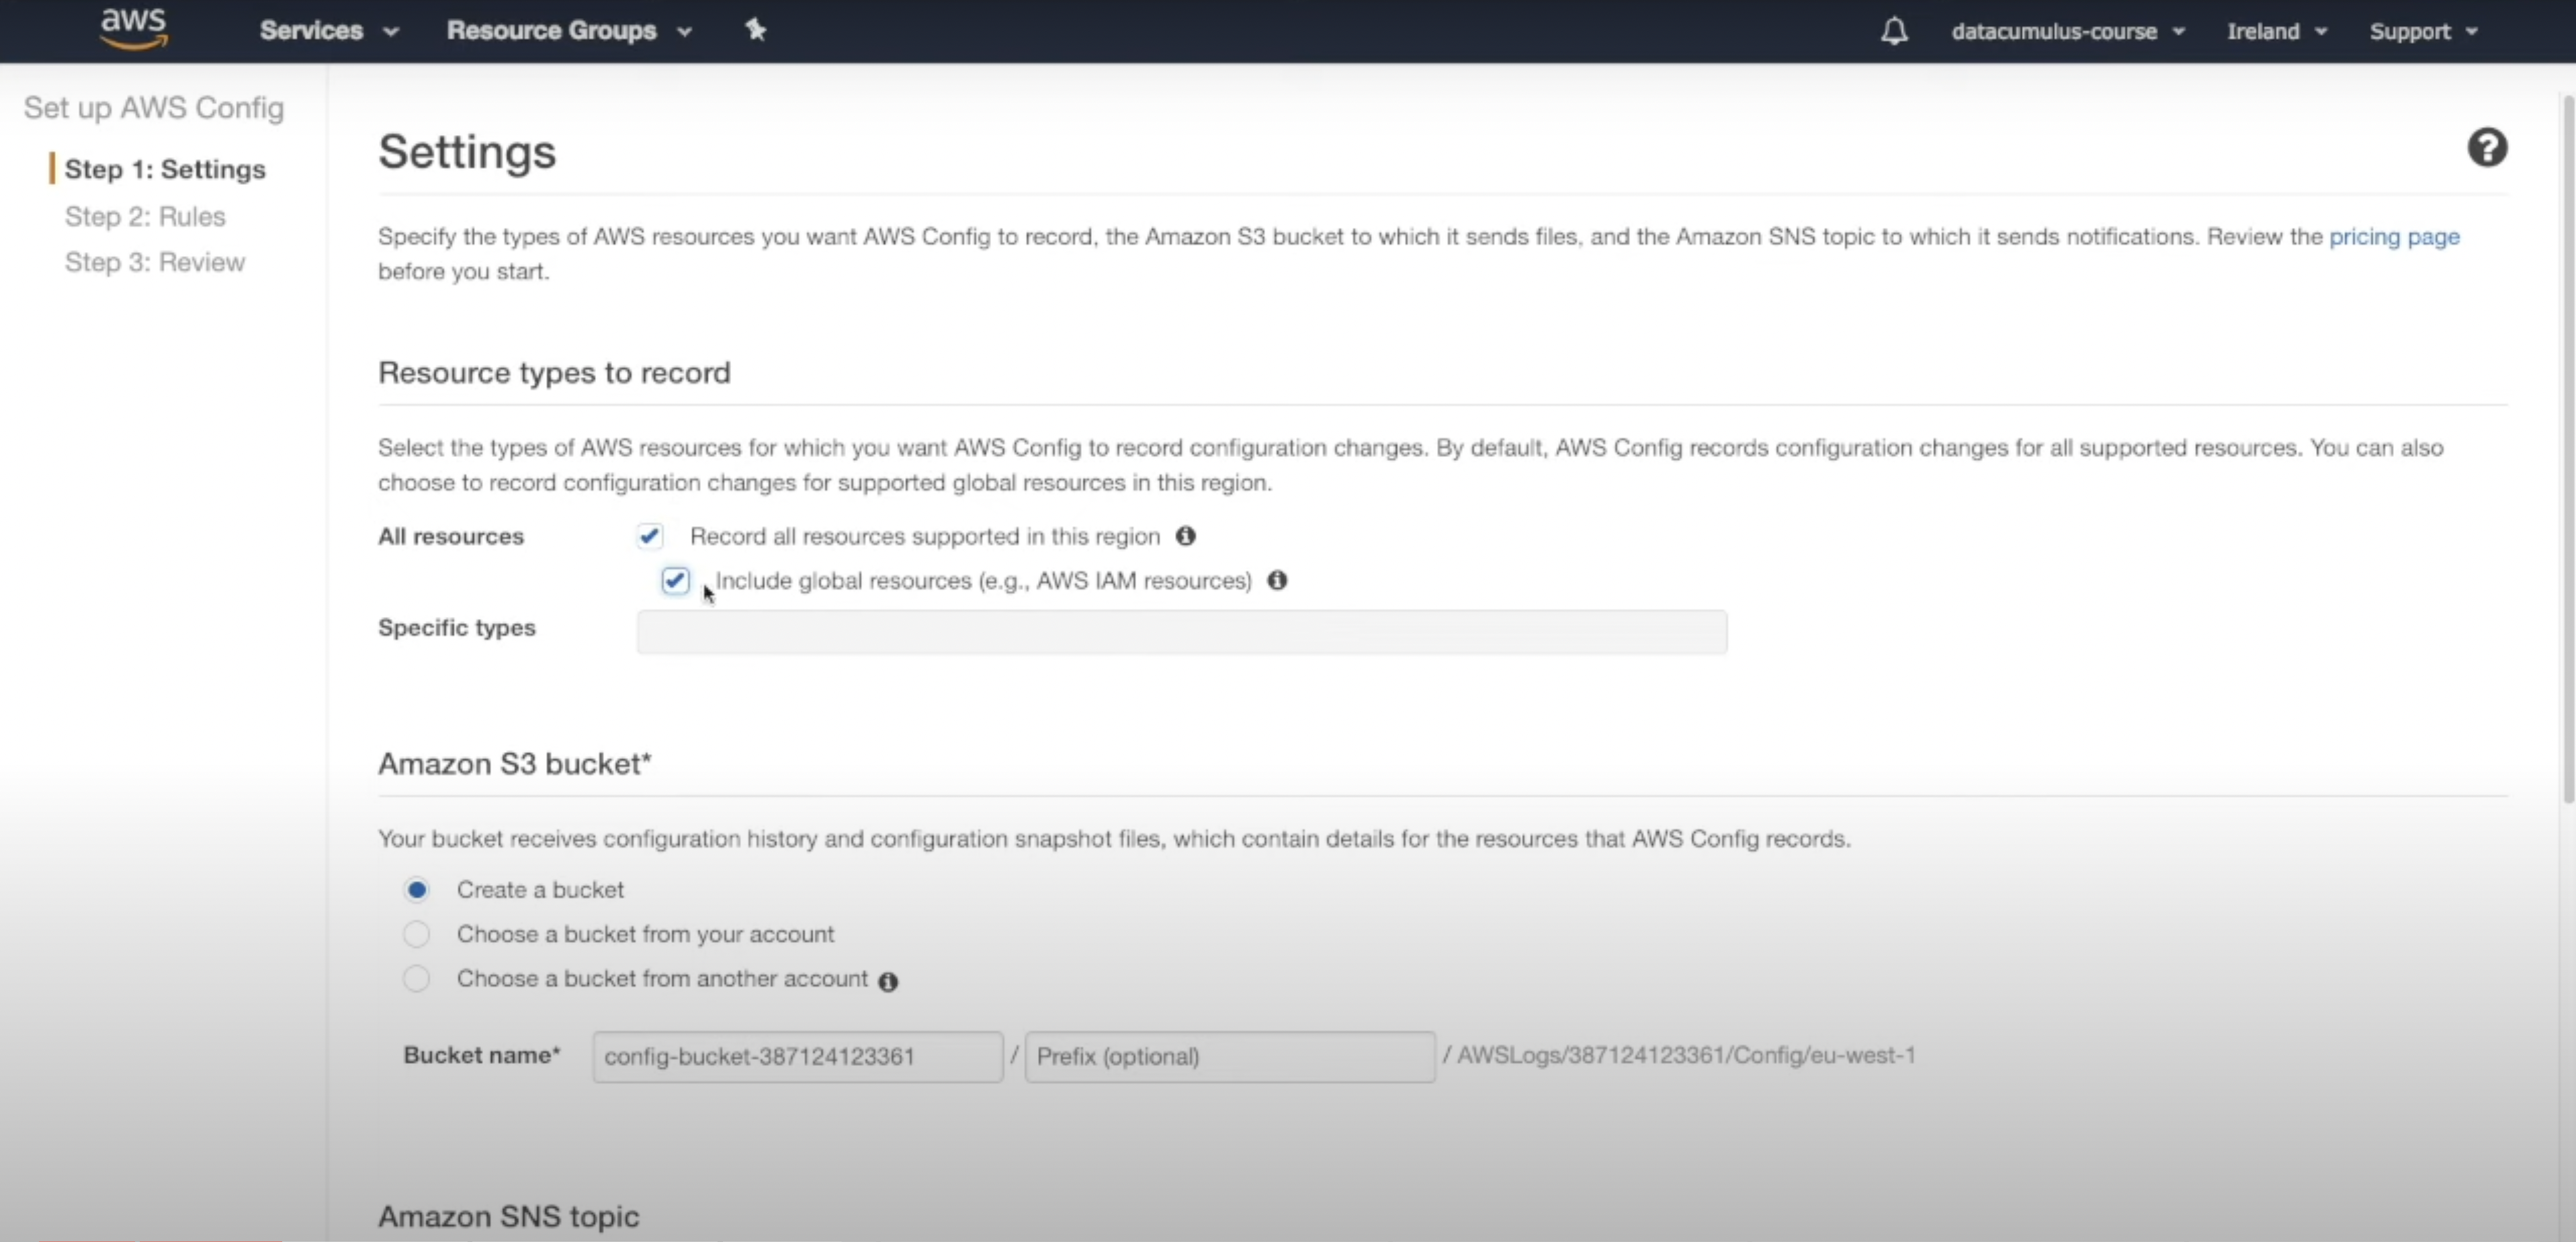 aws
Services
Resource Groups
datacumulus-course
Ireland
Support
Set up AWS Config
Step 1: Settings
Step 2: Rules
Step 3: Review
Settings
Specify the types of AWS resources you want AWS Config to record, the Amazon S3 bucket to which it sends files, and the Amazon SNS topic to which it sends notifications. Review the pricing page
before you start.
Resource types to record
Select the types of AWS resources for which you want AWS Config to record configuration changes. By default, AWS Config records configuration changes for all supported resources. You can also
choose to record configuration changes for supported global resources in this region.
All resources
Record all resources supported in this region
Include global resources (e.g., AWS IAM resources)
Specific types
Amazon S3 bucket*
Your bucket receives configuration history and configuration snapshot files, which contain details for the resources that AWS Config records.
Create a bucket
Choose a bucket from your account
Choose a bucket from another account
Bucket name* config-bucket-387124123361 / Prefix (optional) / AWSLogs/387124123361/Config/eu-west-1
Amazon SNS topic